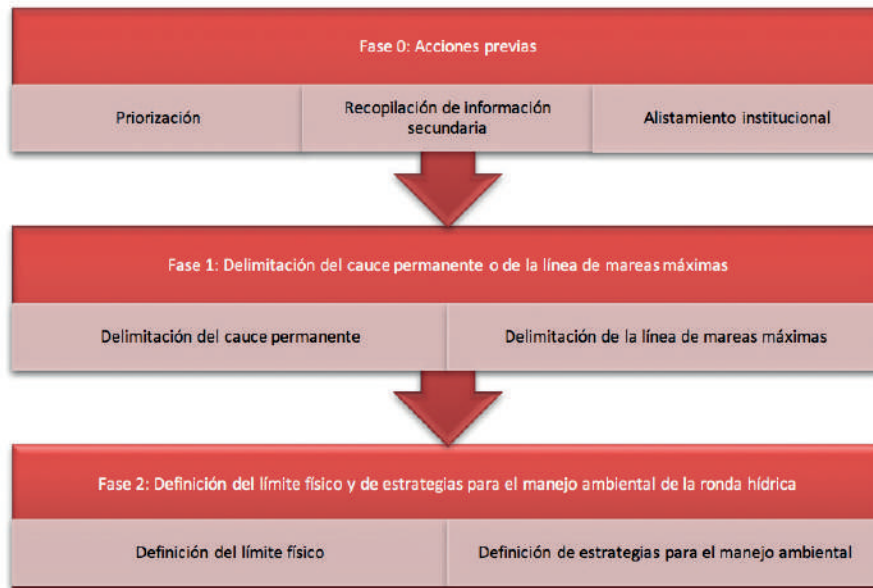 Fase 0: Acciones previas
Priorización
Recopilación de información
secundaria
Alistamiento institucional
Fase 1: Delimitación del cauce permanente o de la línea de mareas máximas
Delimitación del cauce permanente
Delimitación de la línea de mareas máximas
Fase 2: Definición del límite físico y de estrategias para el manejo ambiental de la ronda hídrica
Definición del límite físico
Definición de estrategias para el manejo ambiental